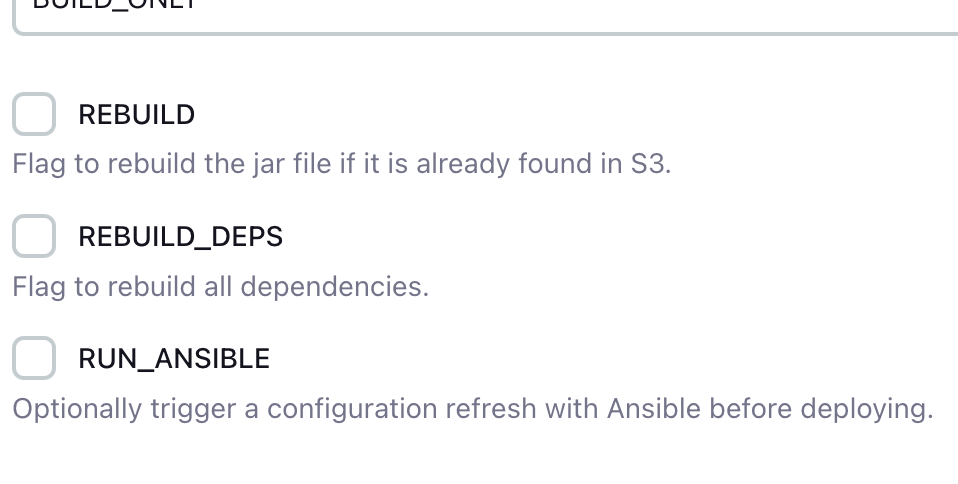 BUILD_ONLY
REBUILD
Flag to rebuild the jar file if it is already found in S3.
REBUILD_DEPS
Flag to rebuild all dependencies.
RUN_ANSIBLE
Optionally trigger a configuration refresh with Ansible before deploying.